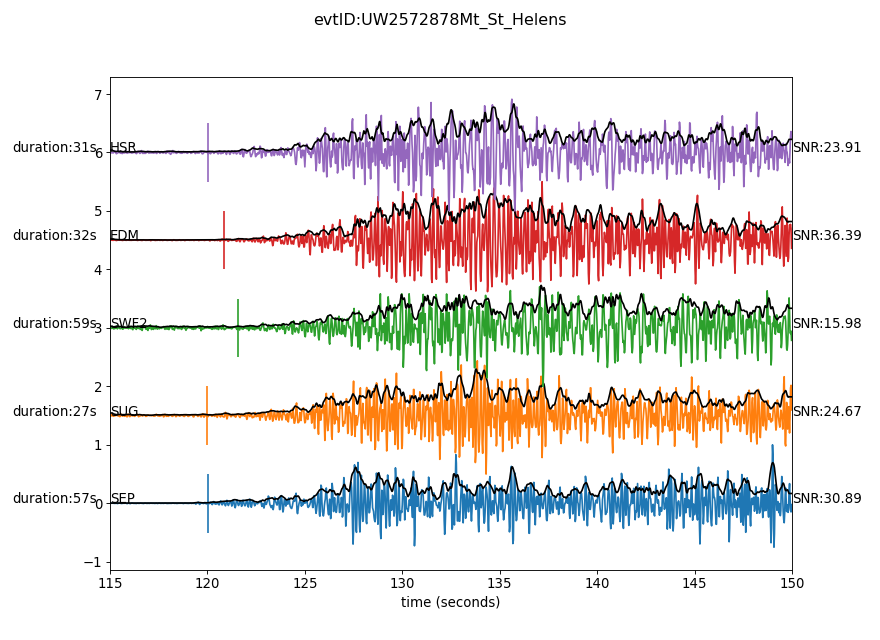 evtID:UW2572878Mt_St_Helens
7
duration:31s HSR 6 SNR:23.91
5
duration:32s EDM SNR:36.39
4
duration:59s SWF2 3 SNR:15.98
2
duration:27s SUG SNR:24.67
1
duration:57s SEP 0 SNR:30.89
−1
115 120 125 130 135 140 145 150
time (seconds)